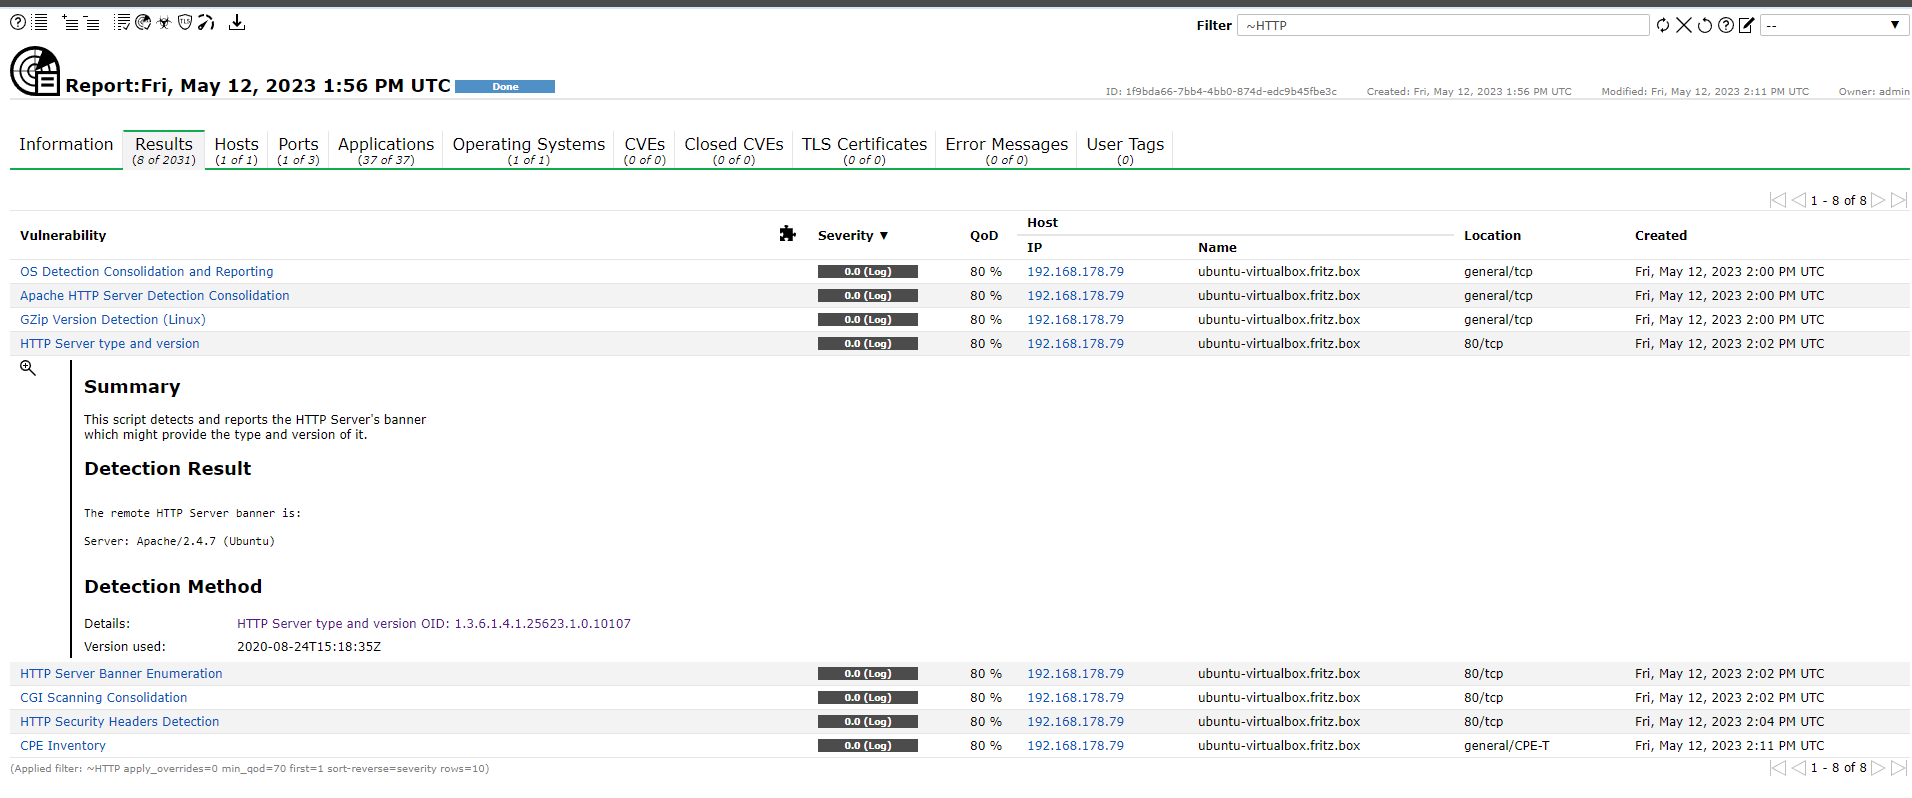 Filter ~HTTP --
Report:Fri, May 12, 2023 1:56 PM UTC Done
ID: 1f9bda66-7bb4-4bb0-874d-edc9b45fbe3c Created: Fri, May 12, 2023 1:56 PM UTC Modified: Fri, May 12, 2023 2:11 PM UTC Owner: admin
Information Results Hosts Ports Applications Operating Systems CVEs Closed CVEs TLS Certificates Error Messages User Tags
(8 of 2031) (1 of 1) (1 of 3) (37 of 37) (1 of 1) (0 of 0) (0 of 0) (0 of 0) (0 of 0) (0)
1 - 8 of 8
Host
Vulnerability Severity ▼ QoD Location Created
IP Name
OS Detection Consolidation and Reporting 0.0 (Log) 80 % 192.168.178.79 ubuntu-virtualbox.fritz.box general/tcp Fri, May 12, 2023 2:00 PM UTC
Apache HTTP Server Detection Consolidation 0.0 (Log) 80 % 192.168.178.79 ubuntu-virtualbox.fritz.box general/tcp Fri, May 12, 2023 2:00 PM UTC
GZip Version Detection (Linux) 0.0 (Log) 80 % 192.168.178.79 ubuntu-virtualbox.fritz.box general/tcp Fri, May 12, 2023 2:00 PM UTC
HTTP Server type and version 0.0 (Log) 80 % 192.168.178.79 ubuntu-virtualbox.fritz.box 80/tcp Fri, May 12, 2023 2:02 PM UTC
Summary
This script detects and reports the HTTP Server's banner
which might provide the type and version of it.
Detection Result
The remote HTTP Server banner is:
Server: Apache/2.4.7 (Ubuntu)
Detection Method
Details: HTTP Server type and version OID: 1.3.6.1.4.1.25623.1.0.10107
Version used: 2020-08-24T15:18:35Z
HTTP Server Banner Enumeration 0.0 (Log) 80 % 192.168.178.79 ubuntu-virtualbox.fritz.box 80/tcp Fri, May 12, 2023 2:02 PM UTC
CGI Scanning Consolidation 0.0 (Log) 80 % 192.168.178.79 ubuntu-virtualbox.fritz.box 80/tcp Fri, May 12, 2023 2:02 PM UTC
HTTP Security Headers Detection 0.0 (Log) 80 % 192.168.178.79 ubuntu-virtualbox.fritz.box 80/tcp Fri, May 12, 2023 2:04 PM UTC
CPE Inventory 0.0 (Log) 80 % 192.168.178.79 ubuntu-virtualbox.fritz.box general/CPE-T Fri, May 12, 2023 2:11 PM UTC
(Applied filter: ~HTTP apply_overrides=0 min_qod=70 first=1 sort-reverse=severity rows=10) 1 - 8 of 8